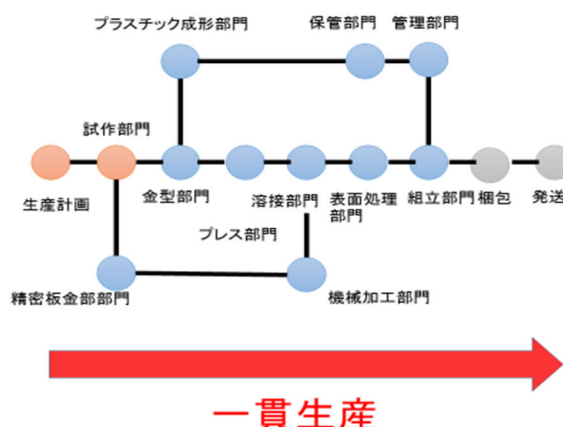 プラスチック成形部門
保管部門
管理部門
試作部門
生産計画
金型部門
溶接部門
表面処理
部門
組立部門
梱包
発送
プレス部門
精密板金部部門
機械加工部門
一貫生産